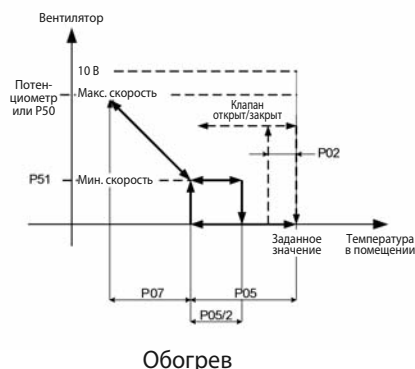 Вентилятор
10 В
Потен-
циометр
или P50
Макс. скорость
Клапан
открыт/закрыт
P02
P51
Мин. скорость
Заданное
значение
Температура
в помещении
P07
P05
P05/2
Обогрев